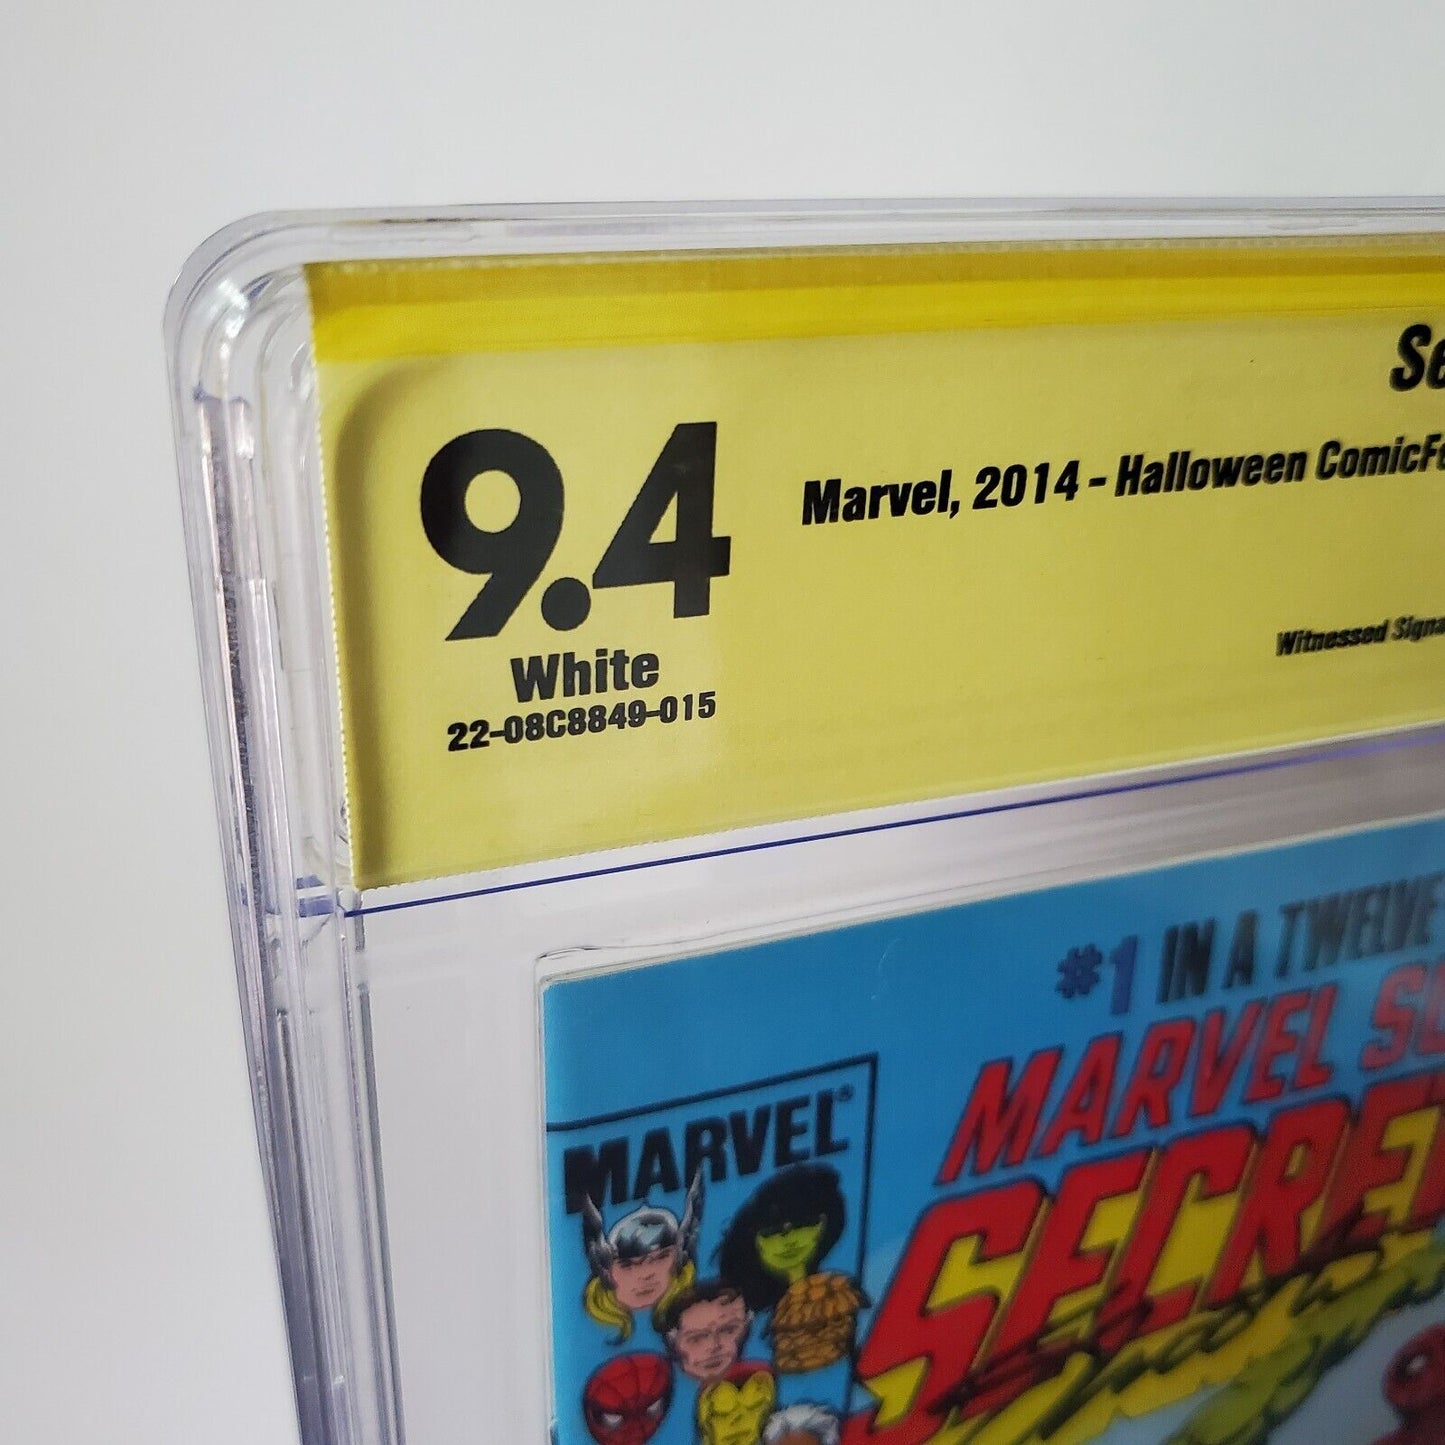 Se
9.4
Marvel, 2014 - Halloween ComicFe
Witnessed Signa
White
22-08C8849-015
#1 IN A TWELVE
MARVEL SU
SECRET
MARVEL®